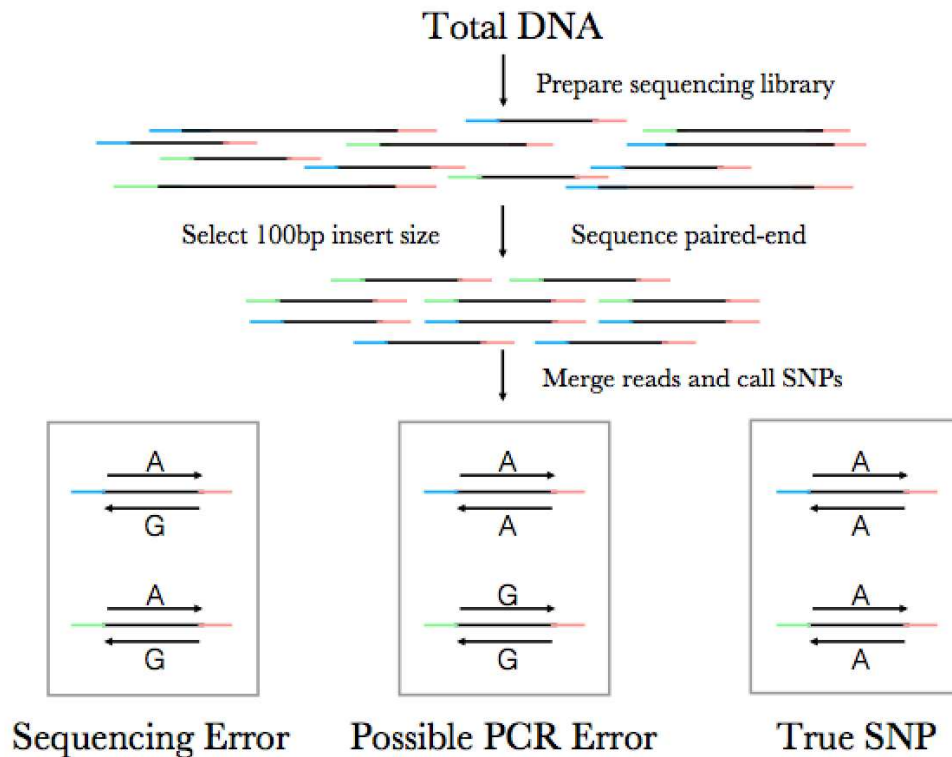 Total DNA
Prepare sequencing library
Select 100bp insert size
Sequence paired-end
Merge reads and call SNPs
A
G
A
G
A
A
G
G
A
A
A
A
Sequencing Error
Possible PCR Error
True SNP